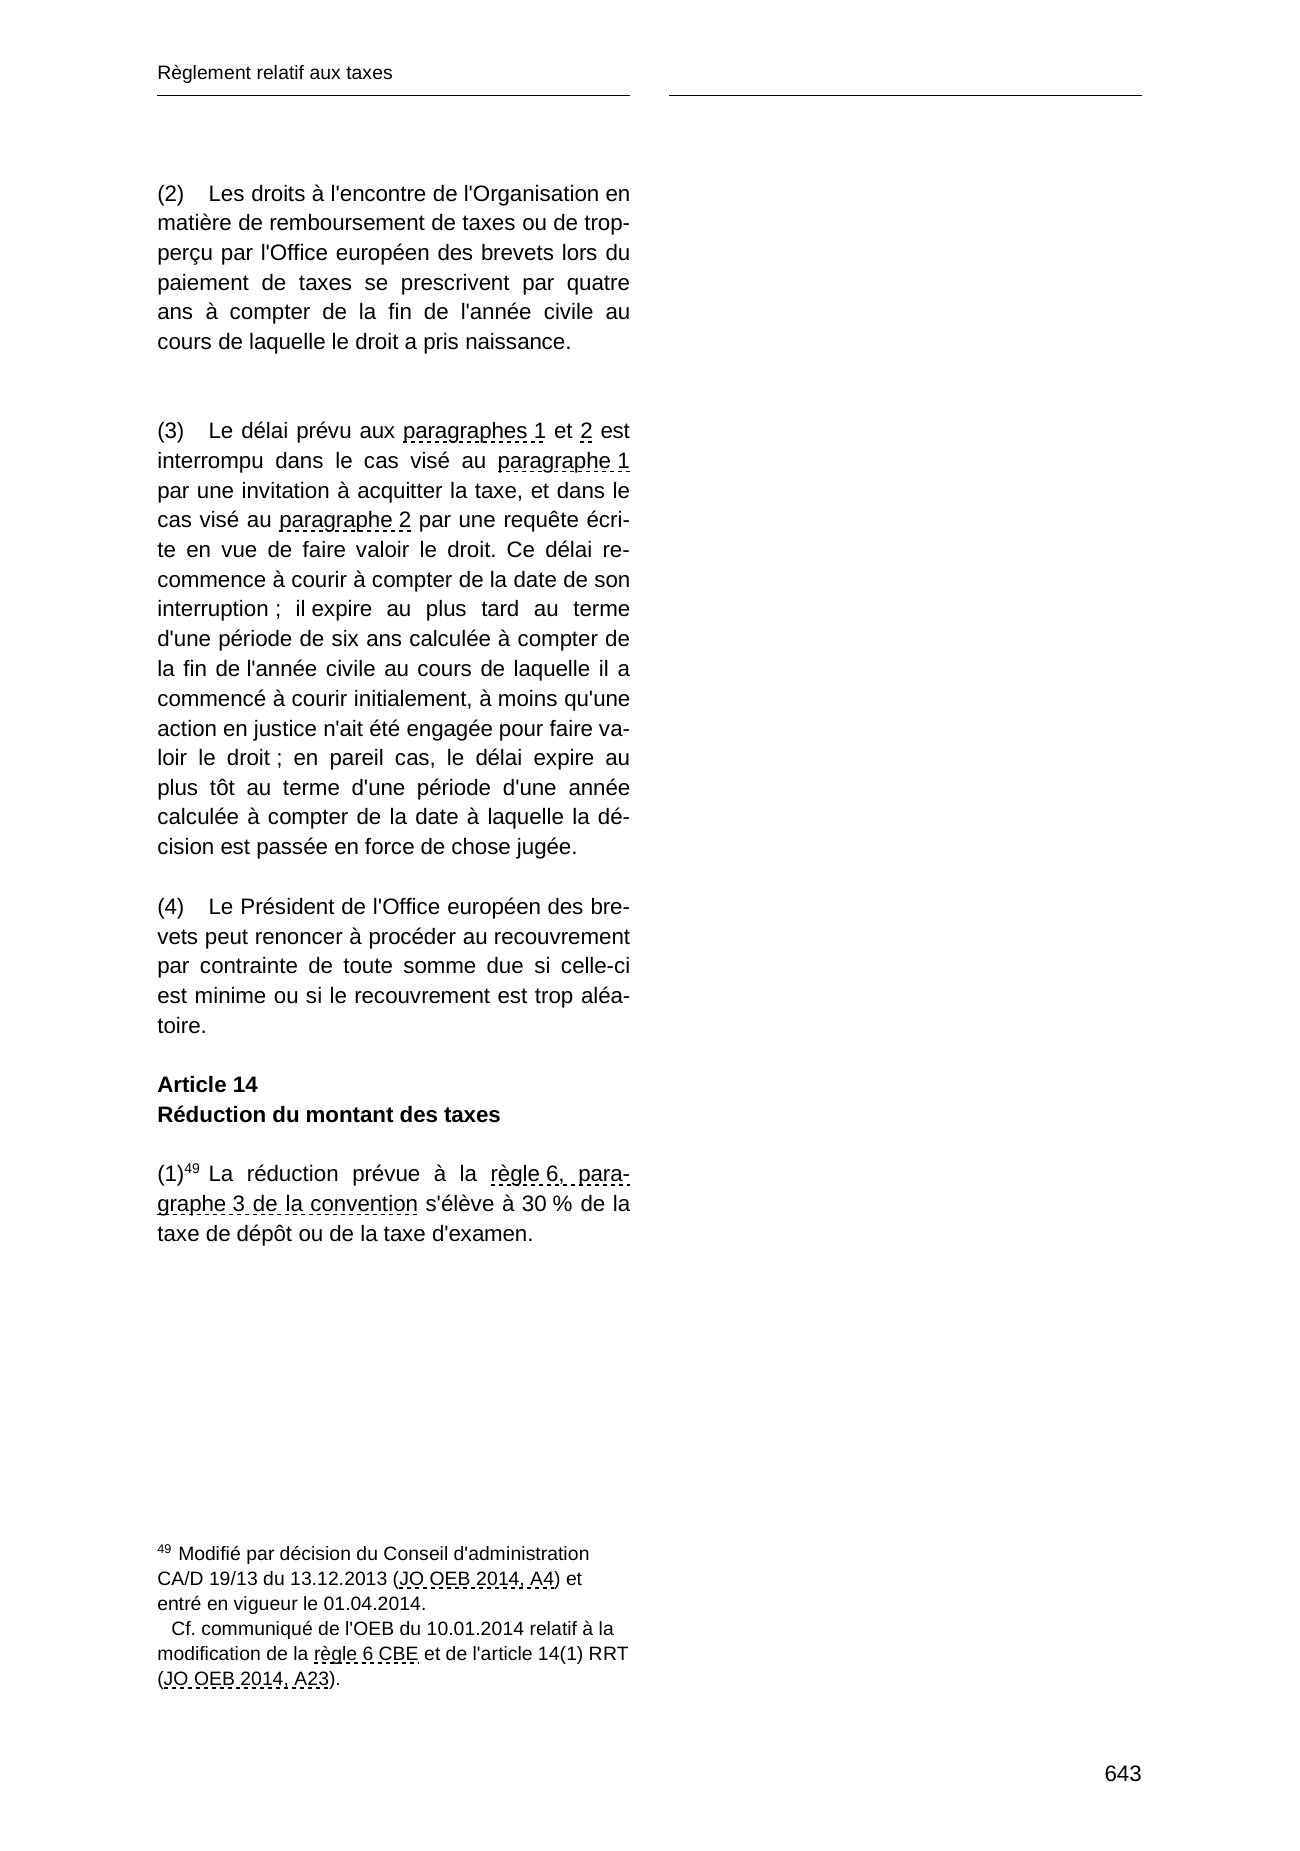 Règlement relatif aux taxes
(2) Les droits à l'encontre de l'Organisation en
matière de remboursement de taxes ou de trop-
perçu par l'Office européen des brevets lors du
paiement de taxes se prescrivent par quatre
ans à compter de la fin de l'année civile au
cours de laquelle le droit a pris naissance.
(3) Le délai prévu aux paragraphes 1 et 2 est
interrompu dans le cas visé au paragraphe 1
par une invitation à acquitter la taxe, et dans le
cas visé au paragraphe 2 par une requête écri-
te en vue de faire valoir le droit. Ce délai re-
commence à courir à compter de la date de son
interruption ; il expire au plus tard au terme
d'une période de six ans calculée à compter de
la fin de l'année civile au cours de laquelle il a
commencé à courir initialement, à moins qu'une
action en justice n'ait été engagée pour faire va-
loir le droit ; en pareil cas, le délai expire au
plus tôt au terme d'une période d'une année
calculée à compter de la date à laquelle la dé-
cision est passée en force de chose jugée.
(4) Le Président de l'Office européen des bre-
vets peut renoncer à procéder au recouvrement
par contrainte de toute somme due si celle-ci
est minime ou si le recouvrement est trop aléa-
toire.
Article 14
Réduction du montant des taxes
(1)49 La réduction prévue à la règle 6, para-
graphe 3 de la convention s'élève à 30 % de la
taxe de dépôt ou de la taxe d'examen.
49 Modifié par décision du Conseil d'administration
CA/D 19/13 du 13.12.2013 (JO OEB 2014, A4) et
entré en vigueur le 01.04.2014.
Cf. communiqué de l'OEB du 10.01.2014 relatif à la
modification de la règle 6 CBE et de l'article 14(1) RRT
(JO OEB 2014, A23).
643